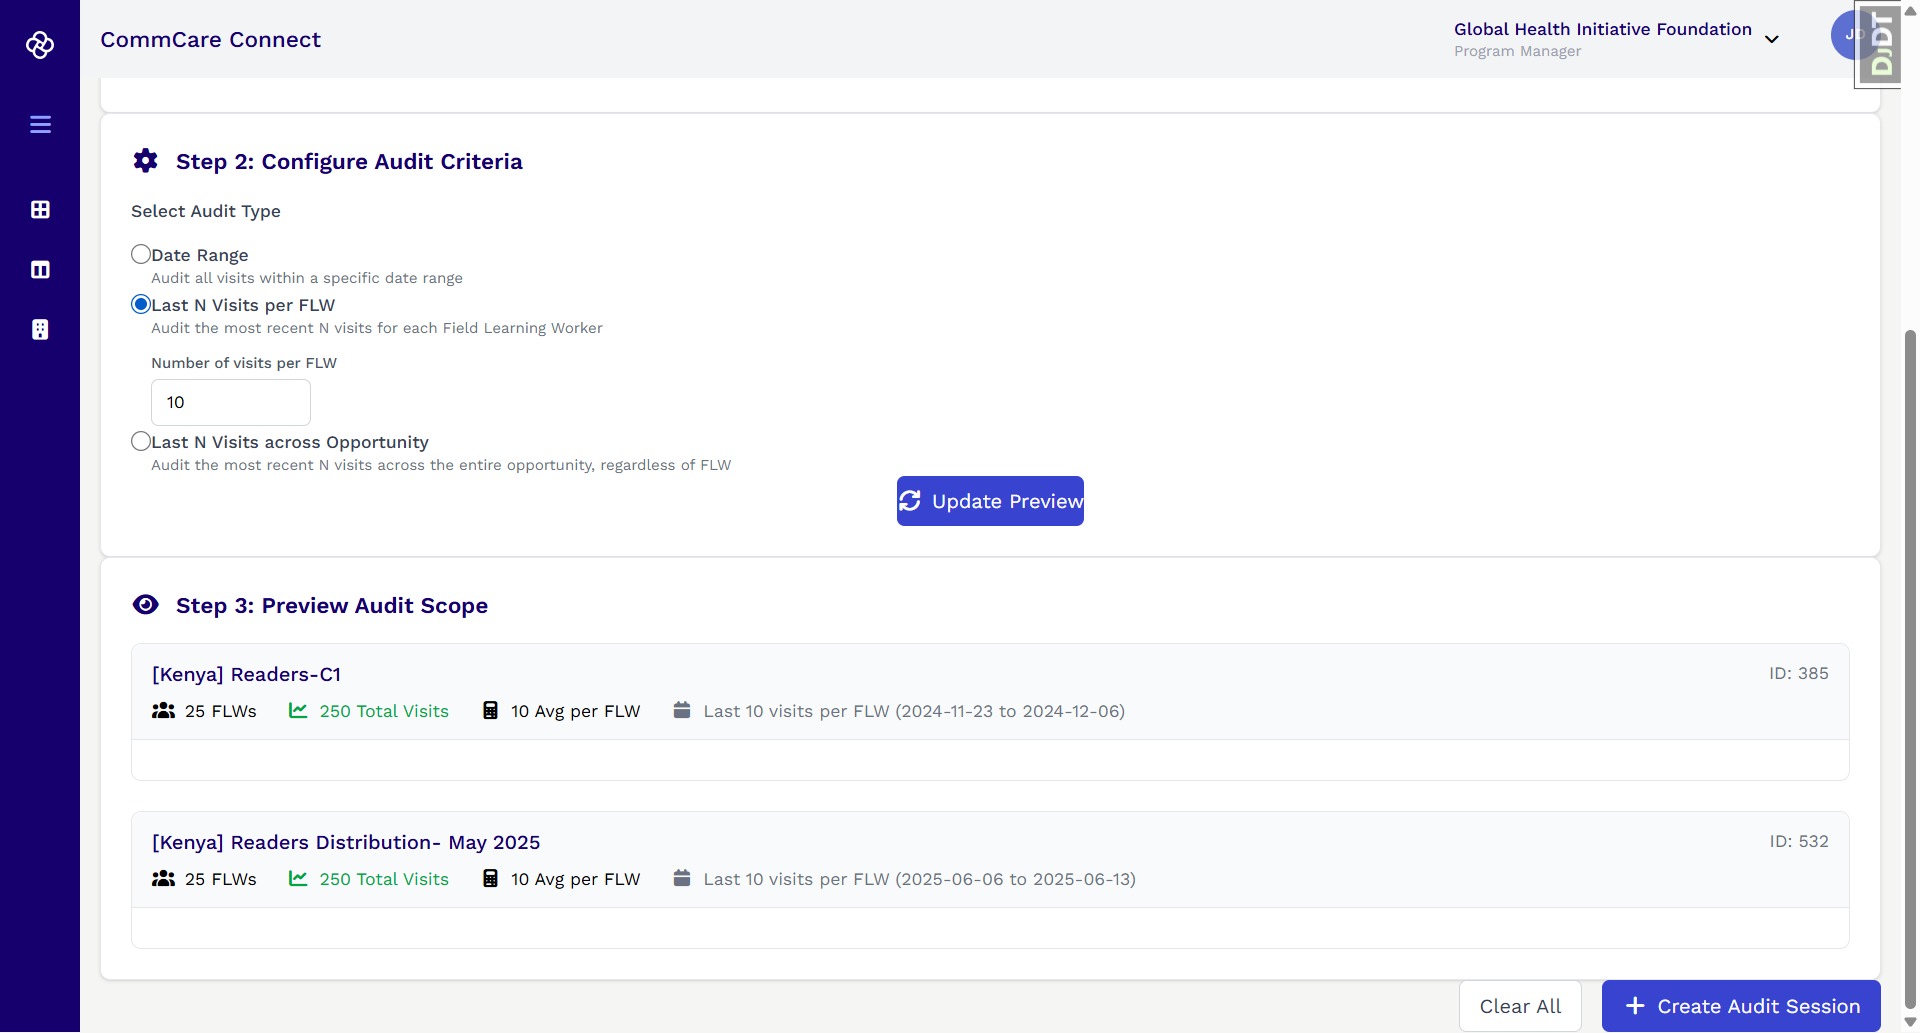 CommCare Connect
Global Health Initiative Foundation
Program Manager
DjDT
Step 2: Configure Audit Criteria
Select Audit Type
Date Range
Audit all visits within a specific date range
Last N Visits per FLW
Audit the most recent N visits for each Field Learning Worker
Number of visits per FLW
10
Last N Visits across Opportunity
Audit the most recent N visits across the entire opportunity, regardless of FLW
Update Preview
Step 3: Preview Audit Scope
[Kenya] Readers-C1
ID: 385
25 FLWs 250 Total Visits 10 Avg per FLW Last 10 visits per FLW (2024-11-23 to 2024-12-06)
[Kenya] Readers Distribution- May 2025
ID: 532
25 FLWs 250 Total Visits 10 Avg per FLW Last 10 visits per FLW (2025-06-06 to 2025-06-13)
Clear All
Create Audit Session